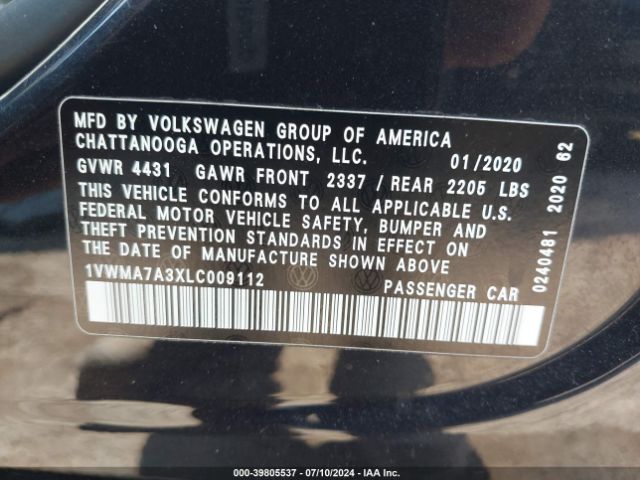 MFD BY VOLKSWAGEN GROUP OF AMERICA
CHATTANOOGA OPERATIONS, LLC. 01/2020
GVWR 4431 GAWR FRONT 2337 / REAR 2205 LBS
THIS VEHICLE CONFORMS TO ALL APPLICABLE U.S.
FEDERAL MOTOR VEHICLE SAFETY, BUMPER AND
THEFT PREVENTION STANDARDS IN EFFECT ON
THE DATE OF MANUFACTURE SHOWN ABOVE
1VWMA7A3XLC009112 PASSENGER CAR
0240481 2020 62
000-39805537 - 07/10/2024 - IAA Inc.